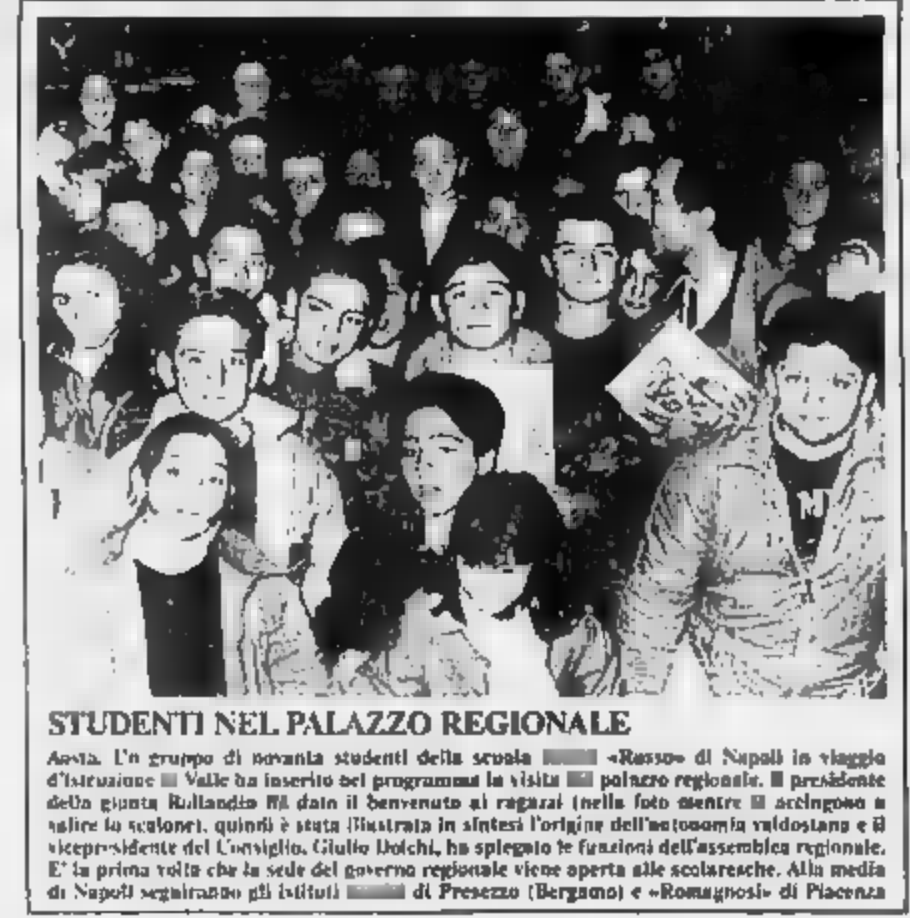 STUDENTI NEL PALAZZO REGIONALE
Aosta. Un gruppo di novanta studenti della scuola «Russo» di Napoli in viaggio
d'istruzione Valle ha inserito nel programma la visita palazzo regionale. presidente
della giunta Rollandin dato il benvenuto ai ragazzi (nella foto mentre accingono a
salire lo scalone), quindi è stata illustrata in sintesi l'origine dell'autonomia valdostana e il
vicepresidente del Consiglio, Giulio Dolchi, ha spiegato le funzioni dell'assemblea regionale.
E' la prima volta che la sede del governo regionale viene aperta alle scolaresche. Alla media
di Napoli seguiranno gli istituti di Presezzo (Bergamo) e «Romagnosi» di Piacenza